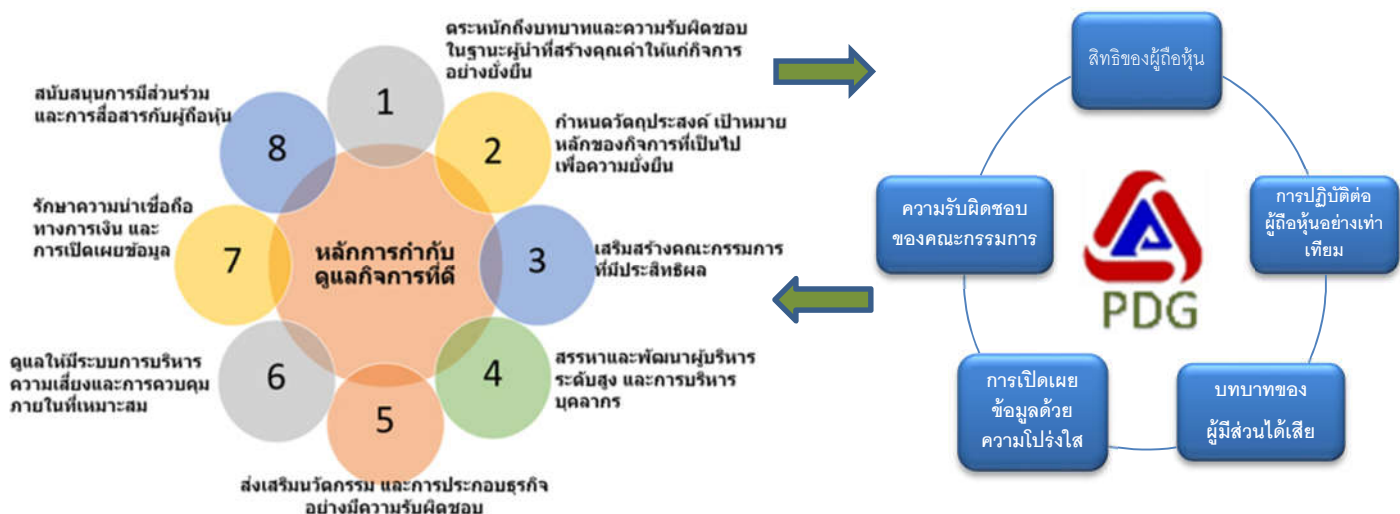 1
ตระหนักถึงบทบาทและความรับผิดชอบ
ในฐานะผู้นำที่สร้างคุณค่าให้แก่กิจการ
อย่างยั่งยืน
2
กำหนดวัตถุประสงค์ เป้าหมาย
หลักของกิจการที่เป็นไป
เพื่อความยั่งยืน
3
เสริมสร้างคณะกรรมการ
ที่มีประสิทธิผล
4
สรรหาและพัฒนาผู้บริหาร
ระดับสูง และการบริหาร
บุคลากร
5
ส่งเสริมนวัตกรรม และการประกอบธุรกิจ
อย่างมีความรับผิดชอบ
6
ดูแลให้มีระบบการบริหาร
ความเสี่ยงและการควบคุม
ภายในที่เหมาะสม
7
รักษาความน่าเชื่อถือ
ทางการเงิน และ
การเปิดเผยข้อมูล
8
สนับสนุนการมีส่วนร่วม
และการสื่อสารกับผู้ถือหุ้น
หลักการกำกับ
ดูแลกิจการที่ดี
สิทธิของผู้ถือหุ้น
การปฏิบัติต่อ
ผู้ถือหุ้นอย่างเท่า
เทียม
บทบาทของ
ผู้มีส่วนได้เสีย
การเปิดเผย
ข้อมูลด้วย
ความโปร่งใส
ความรับผิดชอบ
ของคณะกรรมการ
PDG